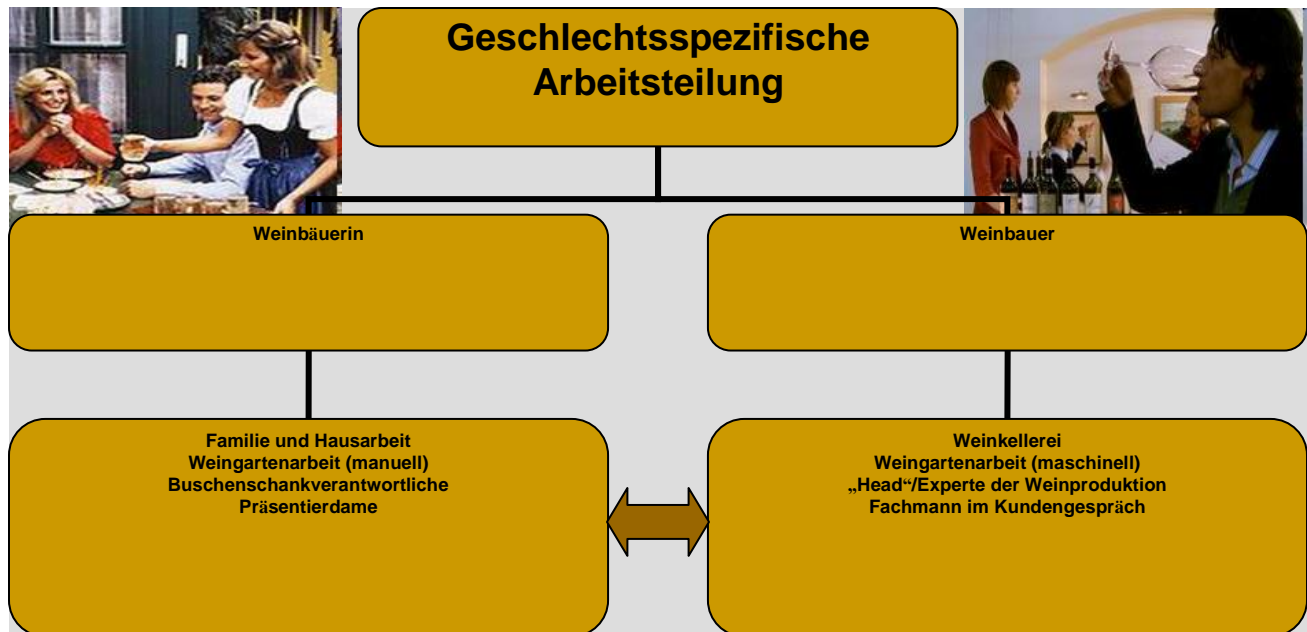 Geschlechtsspezifische
Arbeitsteilung
Weinbäuerin
Weinbauer
Familie und Hausarbeit
Weingartenarbeit (manuell)
Buschenschankverantwortliche
Präsentierdame
Weinkellerei
Weingartenarbeit (maschinell)
„Head“/Experte der Weinproduktion
Fachmann im Kundengespräch